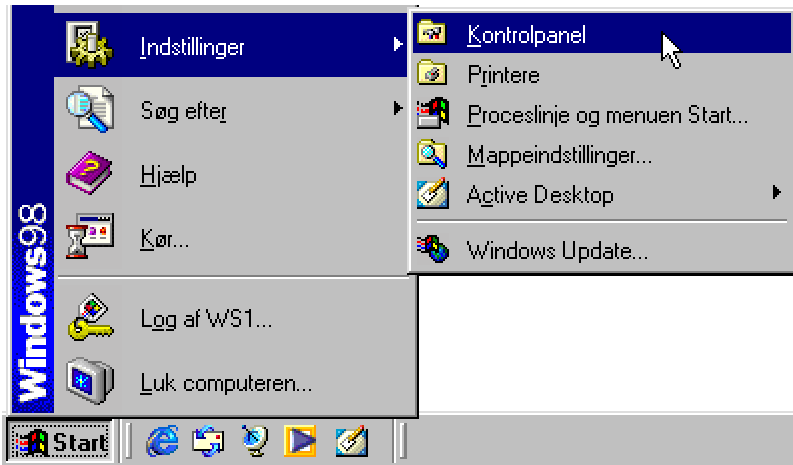 Indstillinger
Søg efter
Hjælp
Kør...
Log af WS1...
Luk computeren...
Windows98
Kontrolpanel
Printere
Proceslinje og menuen Start...
Mappeindstillinger...
Active Desktop
Windows Update...
Start